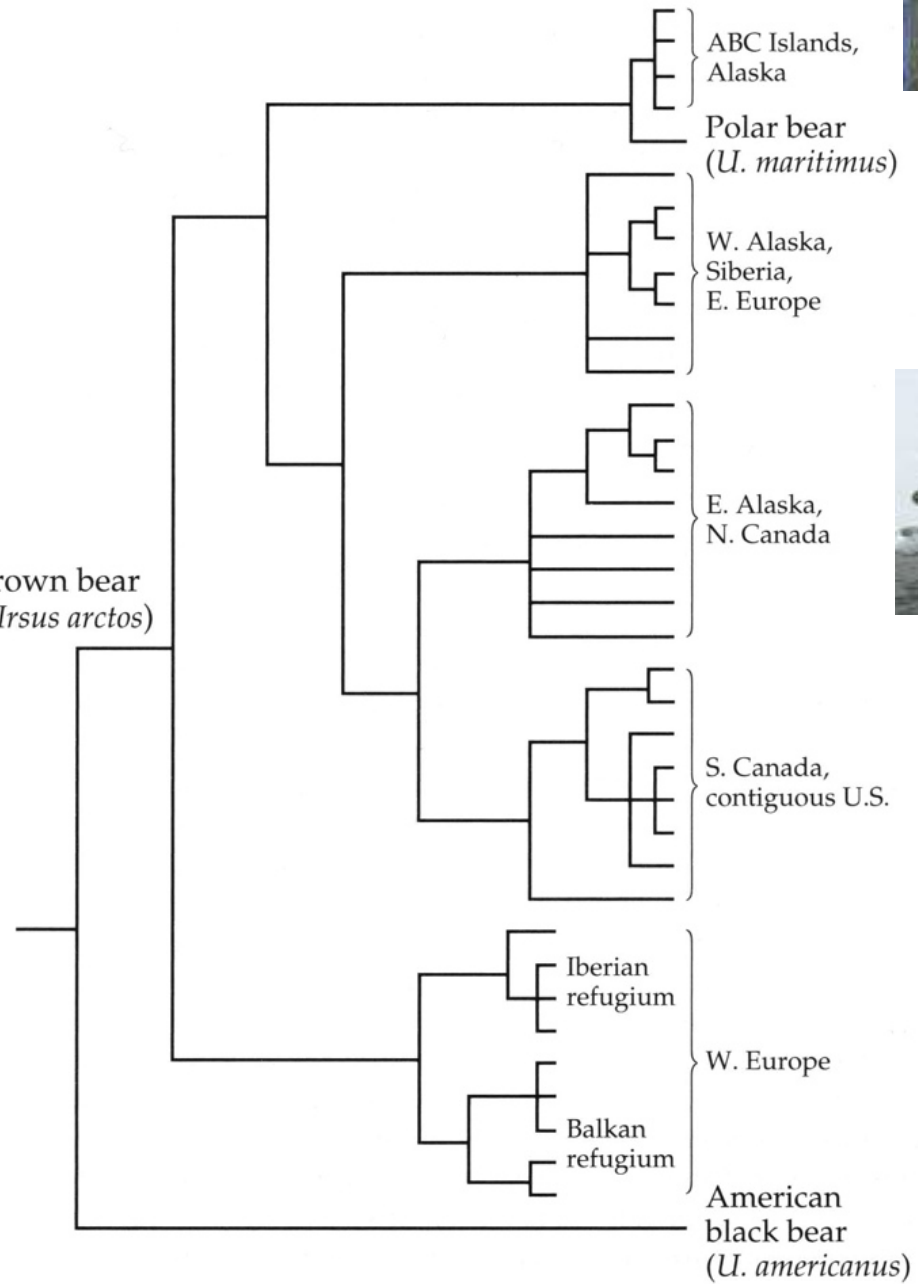 ABC Islands,
Alaska
Polar bear
(U. maritimus)
W. Alaska,
Siberia,
E. Europe
E. Alaska,
N. Canada
rown bear
rsus arctos)
S. Canada,
contiguous U.S.
Iberian
refugium
W. Europe
Balkan
refugium
American
black bear
(U. americanus)